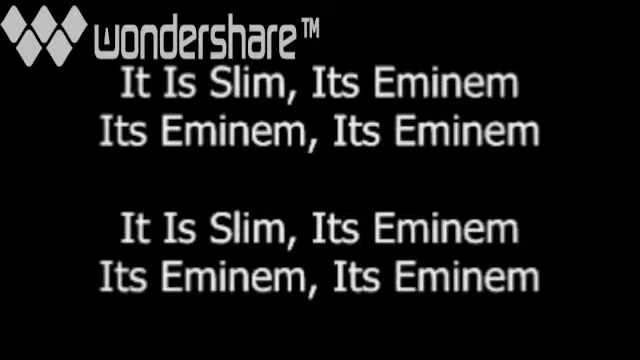 wondershare™
It Is Slim, Its Eminem
Its Eminem, Its Eminem
It Is Slim, Its Eminem
Its Eminem, Its Eminem